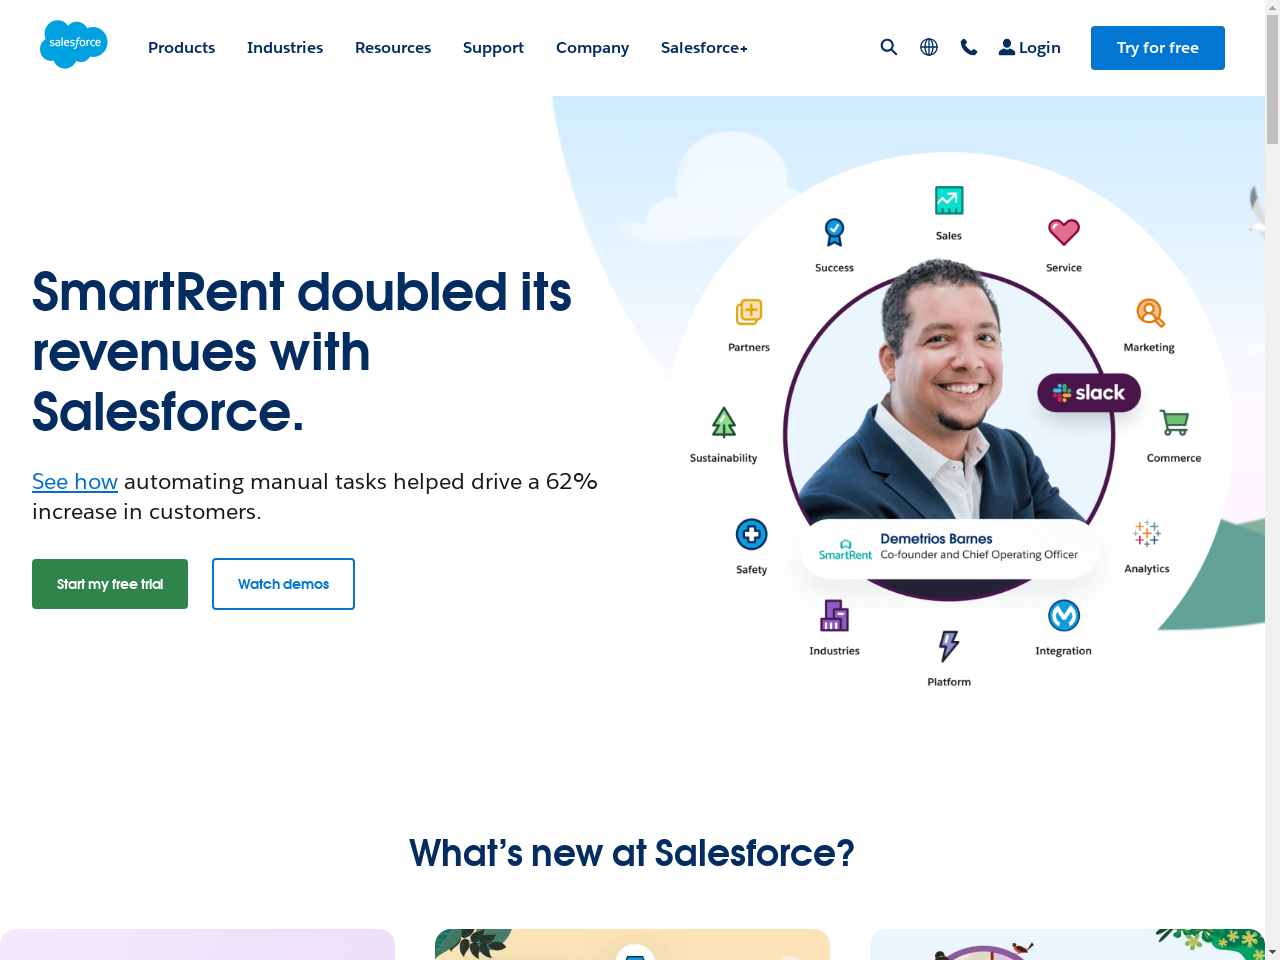 salesforce
Products
Industries
Resources
Support
Company
Salesforce+
Login
Try for free
SmartRent doubled its
revenues with
Salesforce.
See how automating manual tasks helped drive a 62%
increase in customers.
Start my free trial
Watch demos
Sales
Success
Service
Partners
Marketing
slack
Sustainability
Commerce
SmartRent
Demetrios Barnes
Co-founder and Chief Operating Officer
Safety
Analytics
Industries
Integration
Platform
What’s new at Salesforce?